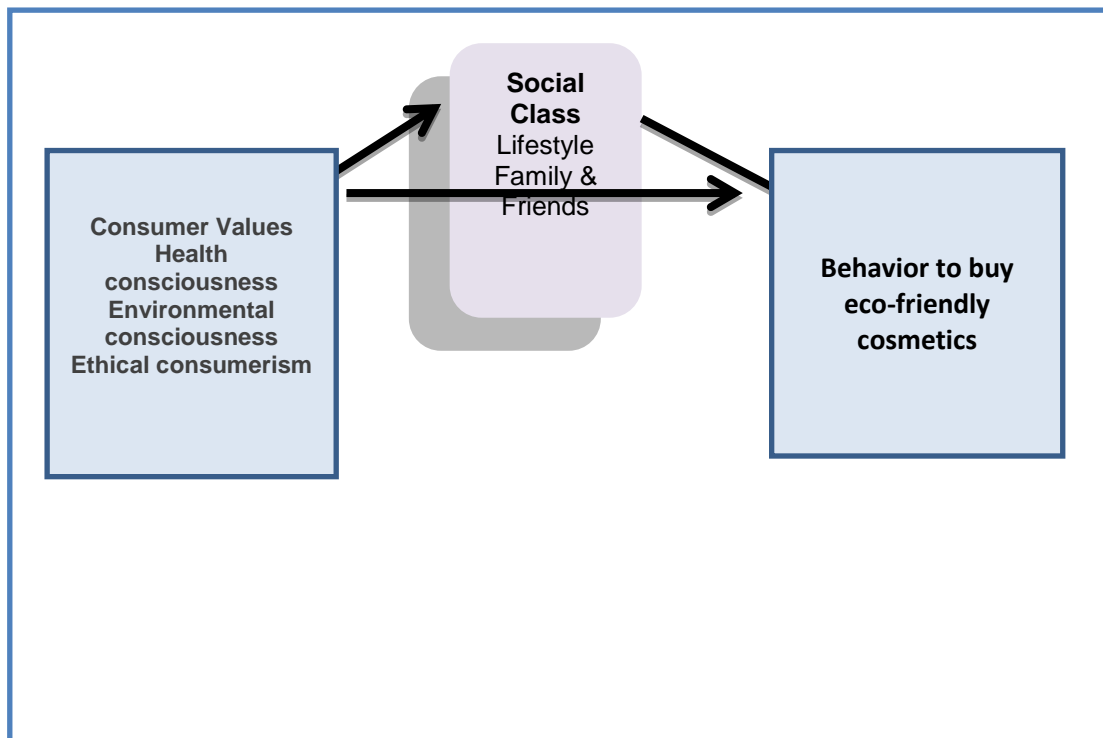 Consumer Values
Health
consciousness
Environmental
consciousness
Ethical consumerism
Social
Class
Lifestyle
Family &
Friends
Behavior to buy
eco-friendly
cosmetics